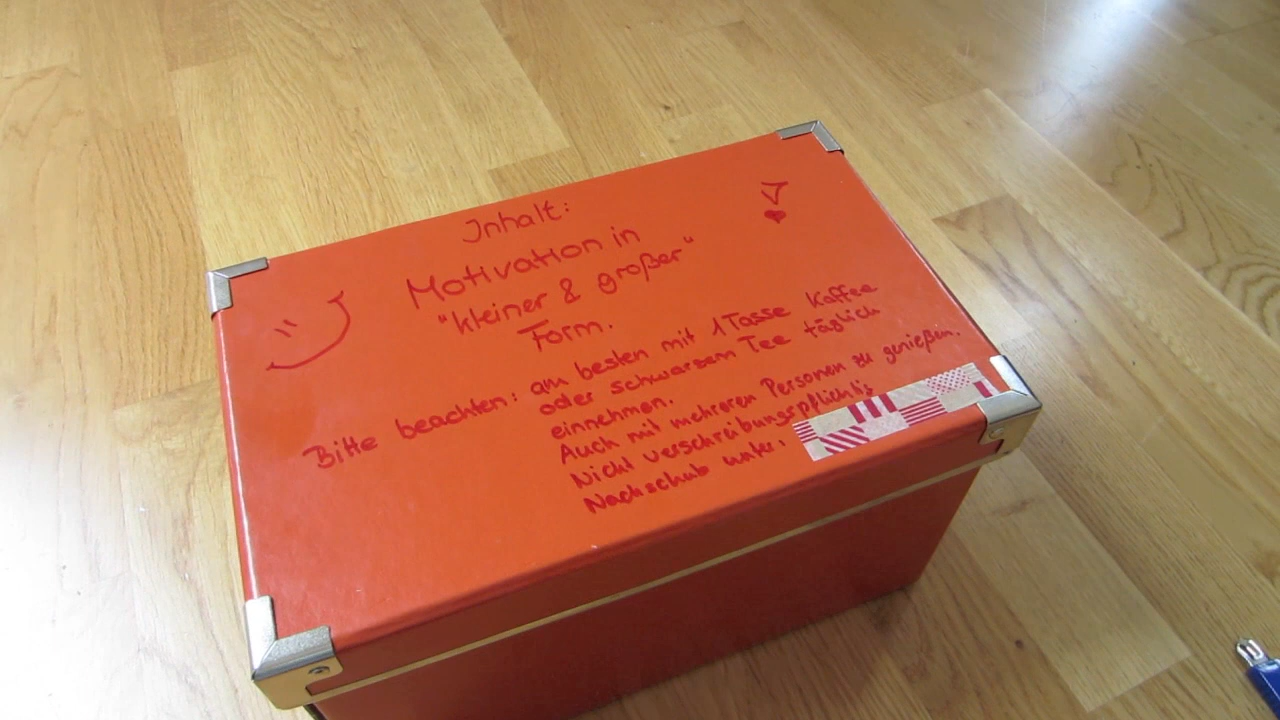 Inhalt:
Motivation in
"kleiner & großer"
Form.
Bitte beachten: am besten mit 1 Tasse Kaffee
oder schwarzem Tee täglich
einnehmen.
Auch mit mehreren Personen zu genießen.
Nicht verschreibungspflichtig
Nachschub unter: